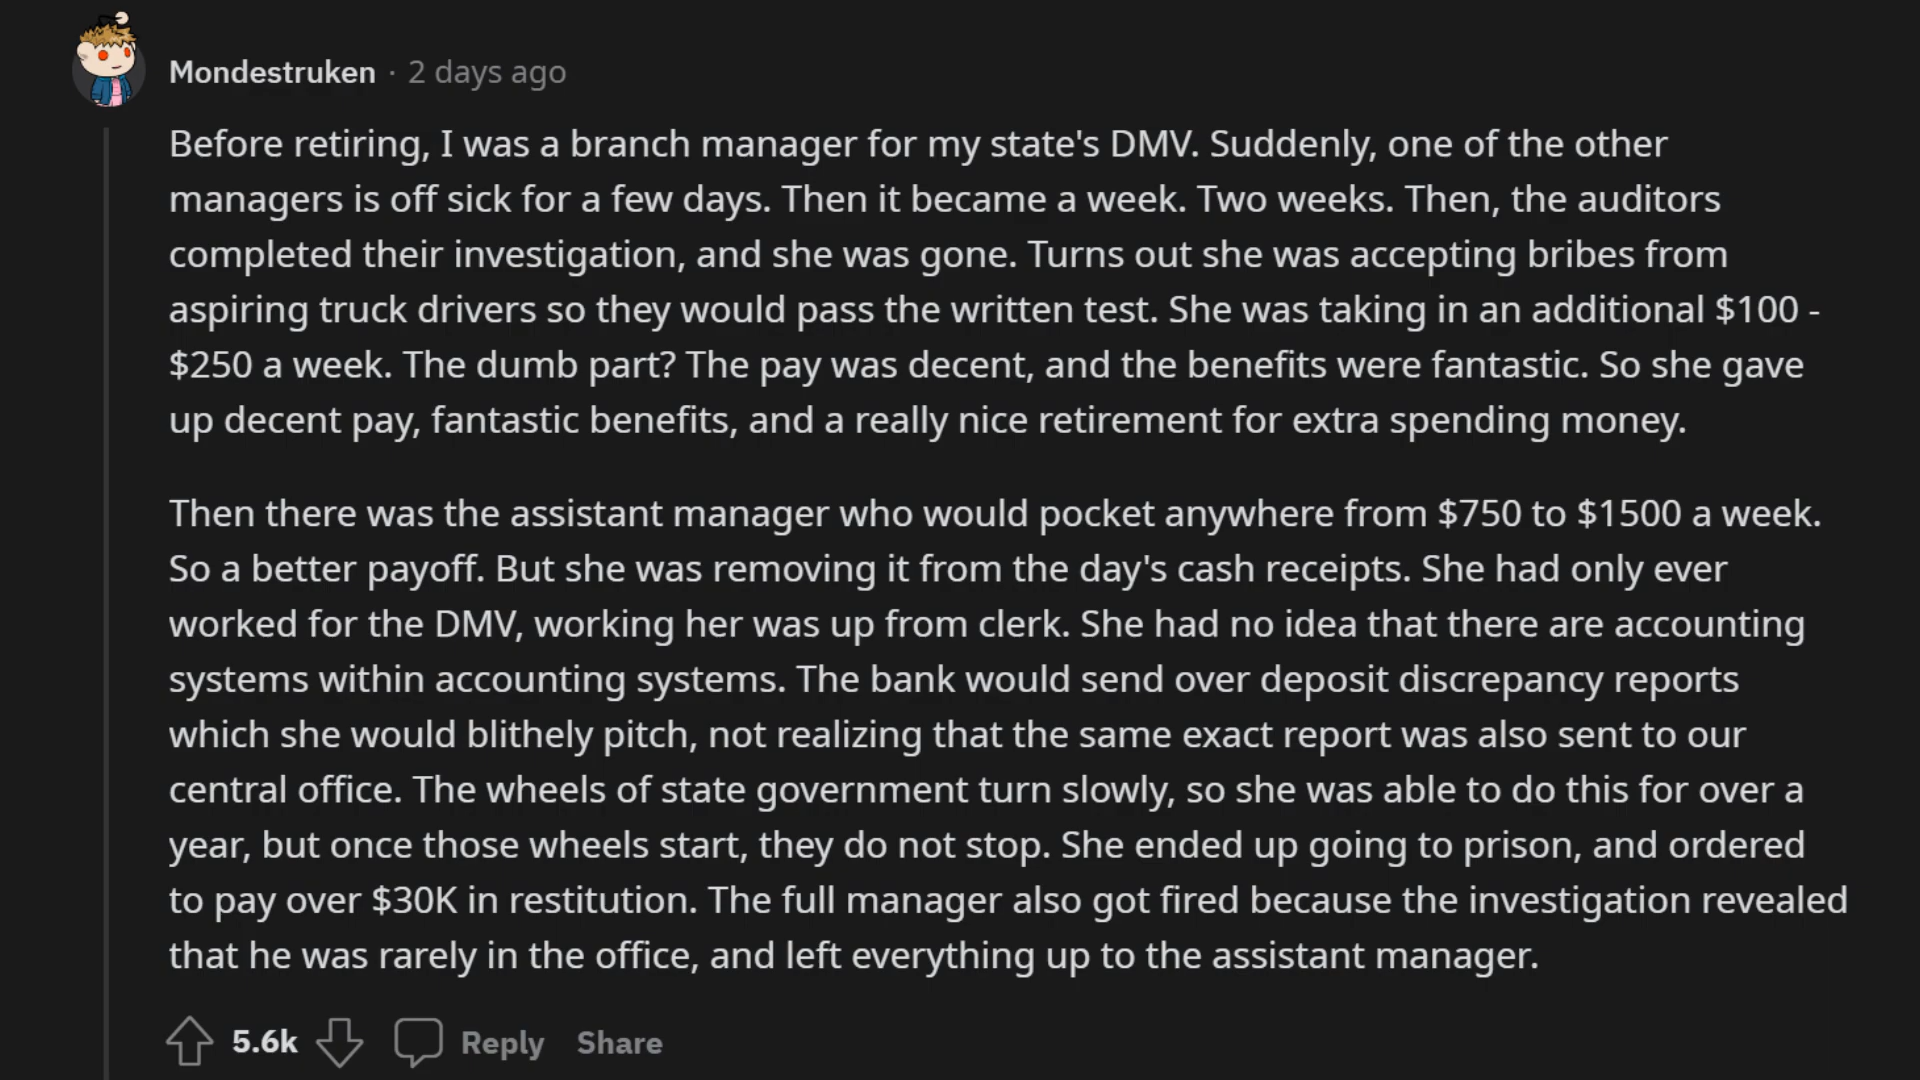 Mondestruken · 2 days ago
Before retiring, I was a branch manager for my state's DMV. Suddenly, one of the other
managers is off sick for a few days. Then it became a week. Two weeks. Then, the auditors
completed their investigation, and she was gone. Turns out she was accepting bribes from
aspiring truck drivers so they would pass the written test. She was taking in an additional $100 -
$250 a week. The dumb part? The pay was decent, and the benefits were fantastic. So she gave
up decent pay, fantastic benefits, and a really nice retirement for extra spending money.
Then there was the assistant manager who would pocket anywhere from $750 to $1500 a week.
So a better payoff. But she was removing it from the day's cash receipts. She had only ever
worked for the DMV, working her was up from clerk. She had no idea that there are accounting
systems within accounting systems. The bank would send over deposit discrepancy reports
which she would blithely pitch, not realizing that the same exact report was also sent to our
central office. The wheels of state government turn slowly, so she was able to do this for over a
year, but once those wheels start, they do not stop. She ended up going to prison, and ordered
to pay over $30K in restitution. The full manager also got fired because the investigation revealed
that he was rarely in the office, and left everything up to the assistant manager.
5.6k Reply Share